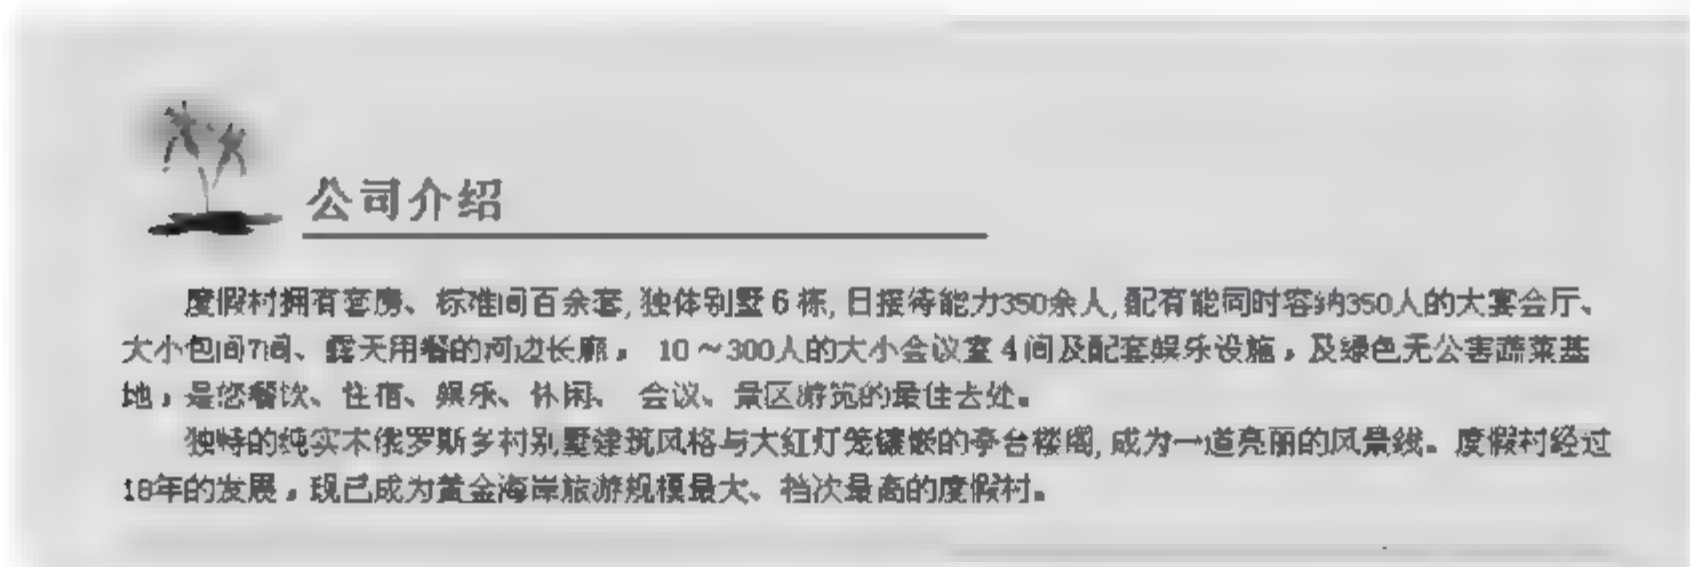 公司介绍
度假村拥有套房、标准间百余套,独体别墅6栋,日接待能力350余人,配有能同时容纳350人的大宴会厅、
大小包间7间、露天用餐的河边长廊，10～300人的大小会议室4间及配套娱乐设施，及绿色无公害蔬菜基
地，是您餐饮、住宿、娱乐、休闲、会议、景区游览的最佳去处。
独特的纯实木俄罗斯乡村别墅建筑风格与大红灯笼镶嵌的亭台楼阁,成为一道亮丽的风景线。度假村经过
18年的发展，现已成为黄金海岸旅游规模最大、档次最高的度假村。